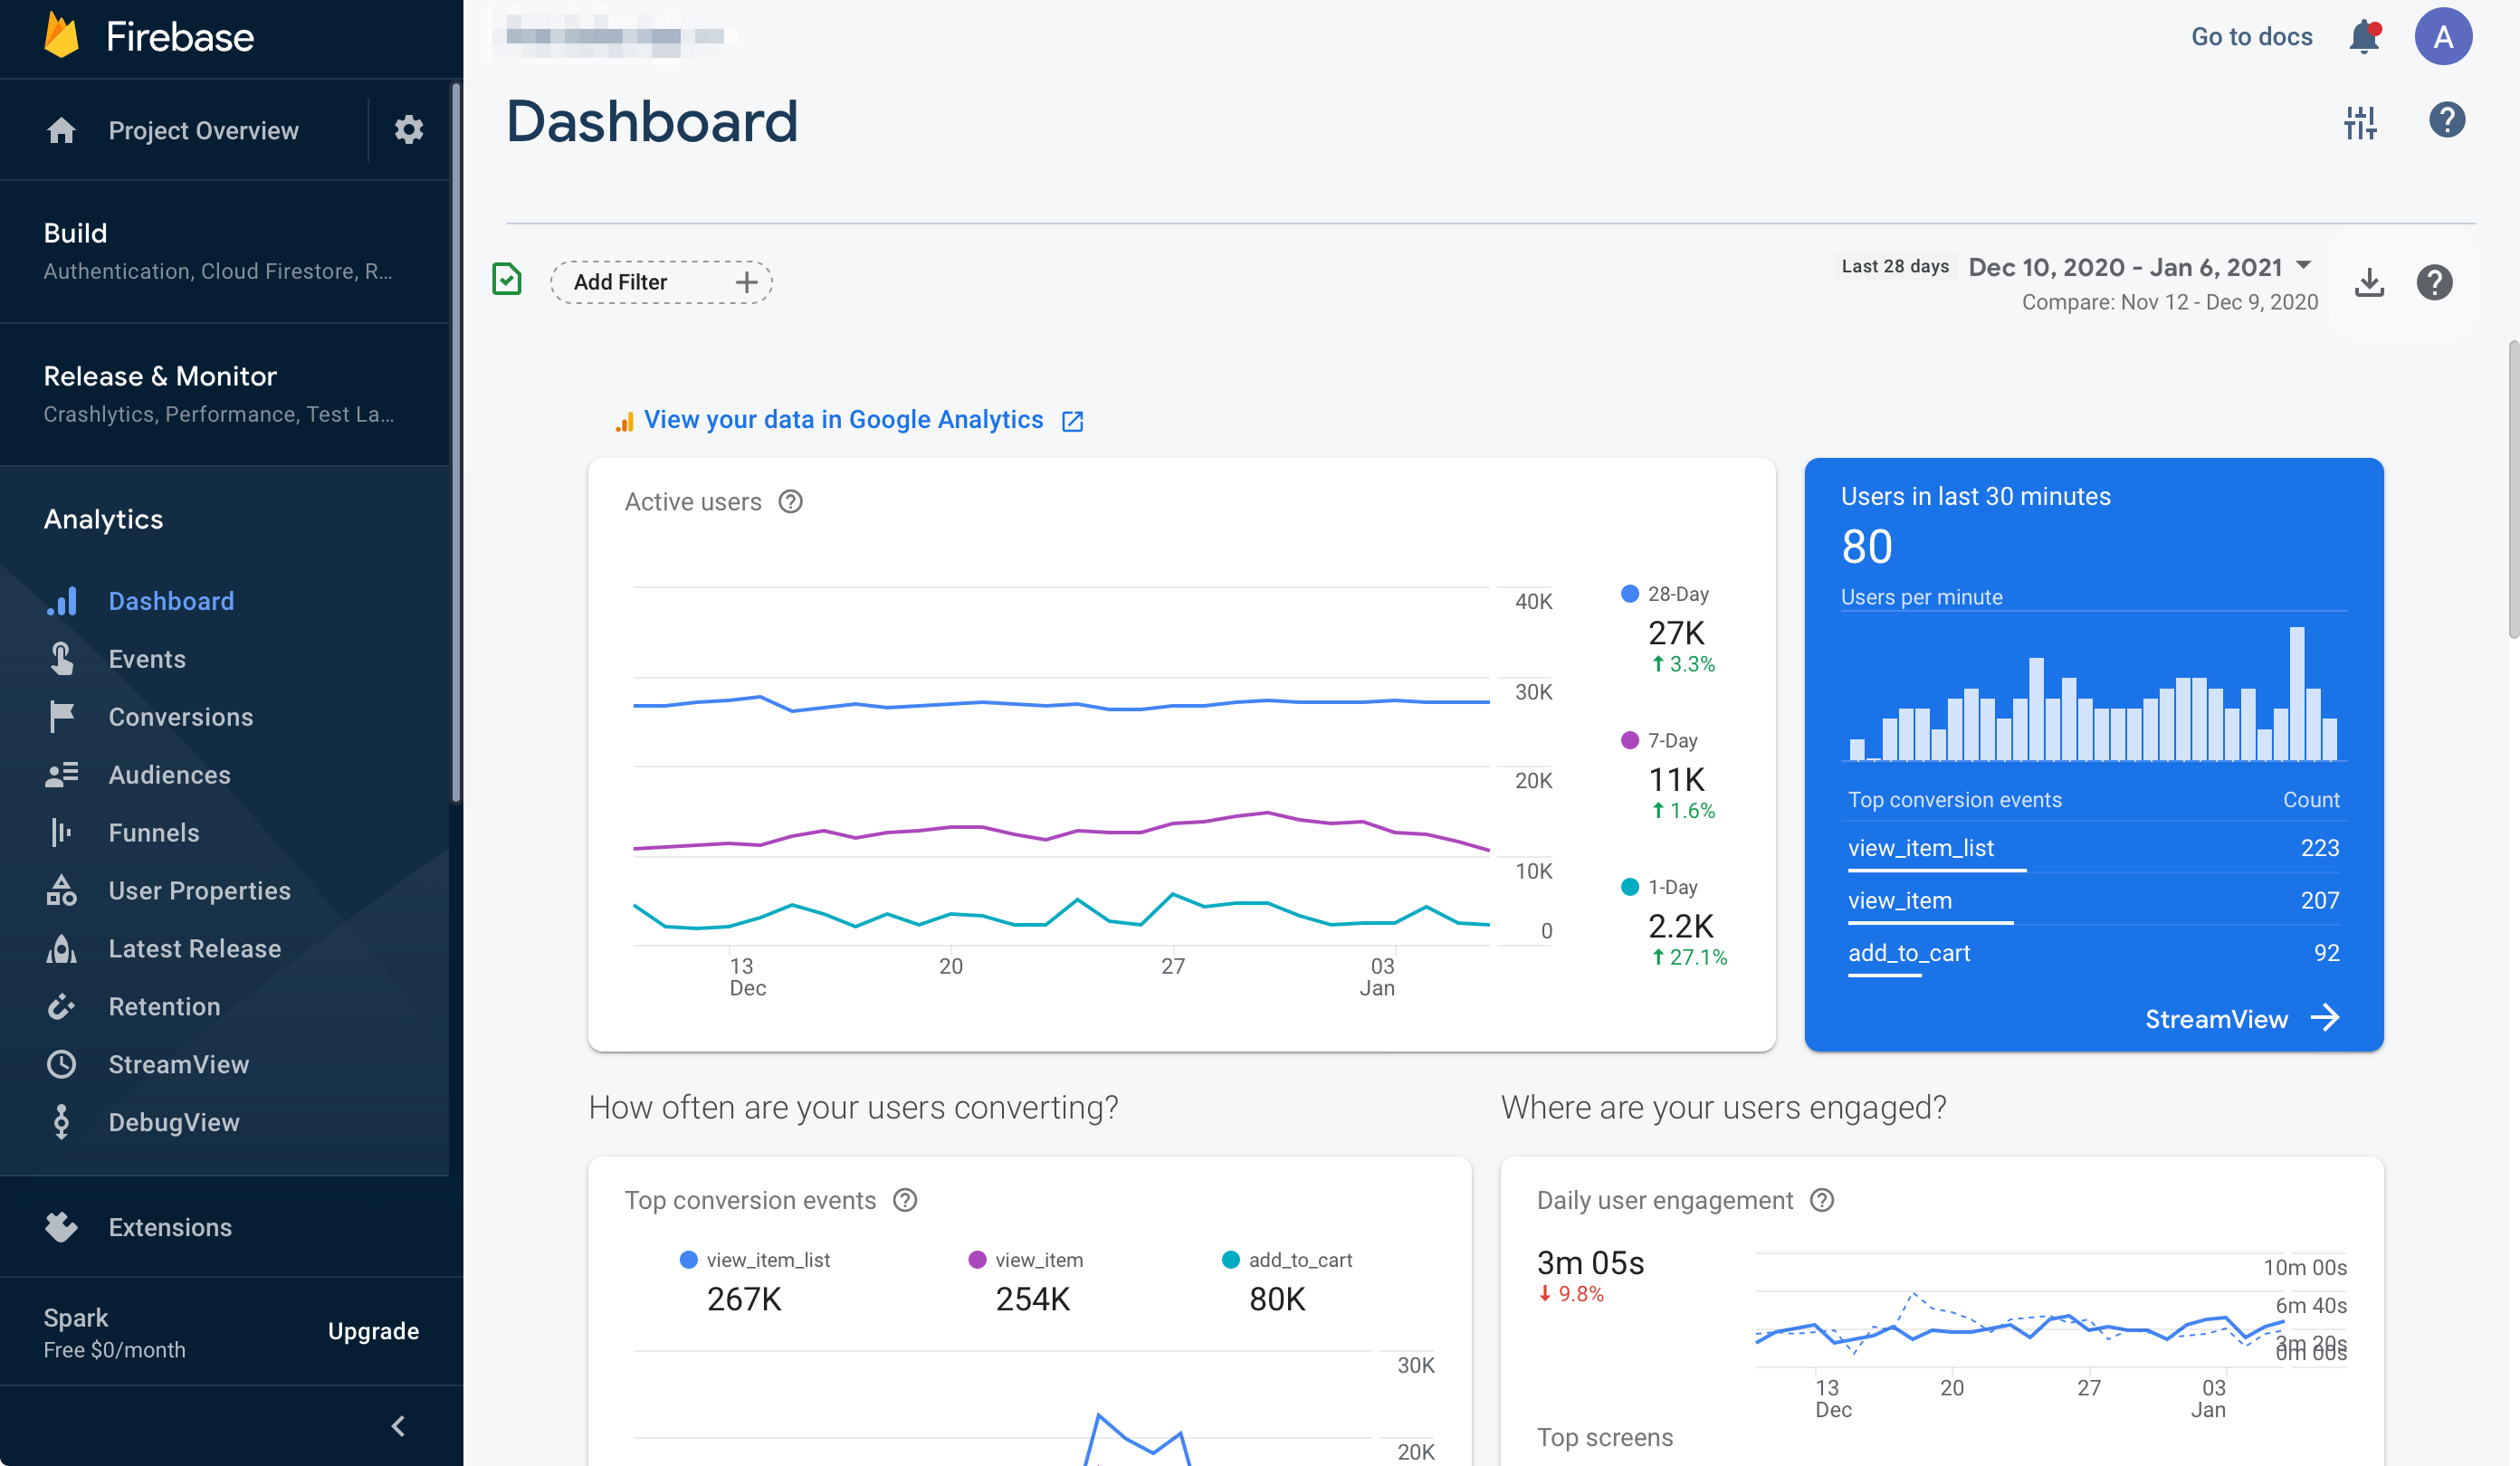 Firebase
Project Overview
Build
Authentication, Cloud Firestore, R...
Release & Monitor
Crashlytics, Performance, Test La...
Analytics
Dashboard
Events
Conversions
Audiences
Funnels
User Properties
Latest Release
Retention
StreamView
DebugView
Extensions
Spark
Free $0/month
Upgrade
Go to docs
A
Dashboard
Add Filter
Last 28 days Dec 10, 2020 - Jan 6, 2021
Compare: Nov 12 - Dec 9, 2020
View your data in Google Analytics
Active users
40K
30K
20K
10K
0
13 20 27 03
Dec Jan
28-Day
27K
3.3%
7-Day
11K
1.6%
1-Day
2.2K
27.1%
Users in last 30 minutes
80
Users per minute
Top conversion events Count
view_item_list 223
view_item 207
add_to_cart 92
StreamView
How often are your users converting?
Top conversion events
view_item_list view_item add_to_cart
267K 254K 80K
30K
20K
Where are your users engaged?
Daily user engagement
3m 05s
9.8%
10m 00s
6m 40s
3m 20s
0m 00s
13 20 27 03
Dec Jan
Top screens